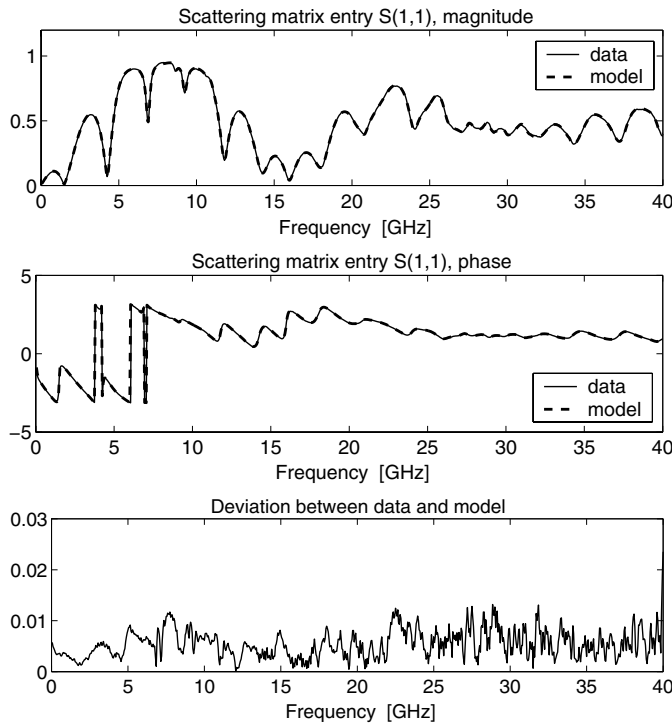 Scattering matrix entry S(1,1), magnitude
1
0.5
0
data
model
0 5 10 15 20 25 30 35 40
Frequency [GHz]
Scattering matrix entry S(1,1), phase
5
0
−5
data
model
0 5 10 15 20 25 30 35 40
Frequency [GHz]
Deviation between data and model
0.03
0.02
0.01
0
0 5 10 15 20 25 30 35 40
Frequency [GHz]